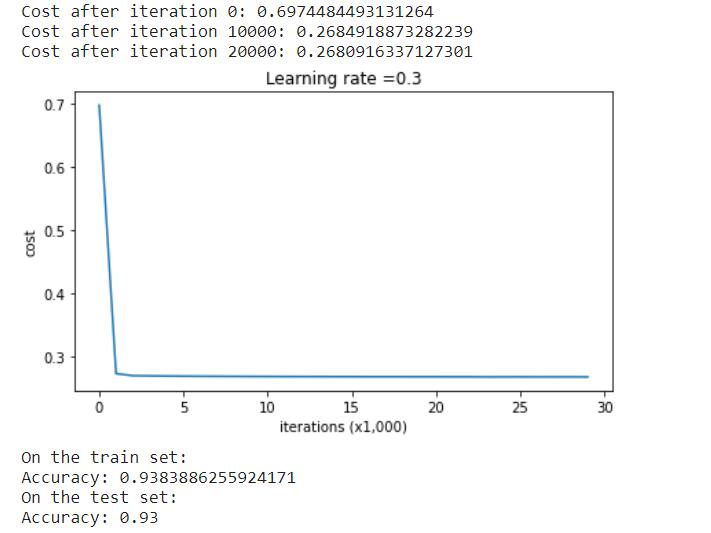 Cost after iteration 0: 0.6974484493131264
Cost after iteration 10000: 0.2684918873282239
Cost after iteration 20000: 0.2680916337127301
Learning rate =0.3
0.7
0.6
0.5
0.4
0.3
cost
0 5 10 15 20 25 30
iterations (x1,000)
On the train set:
Accuracy: 0.9383886255924171
On the test set:
Accuracy: 0.93